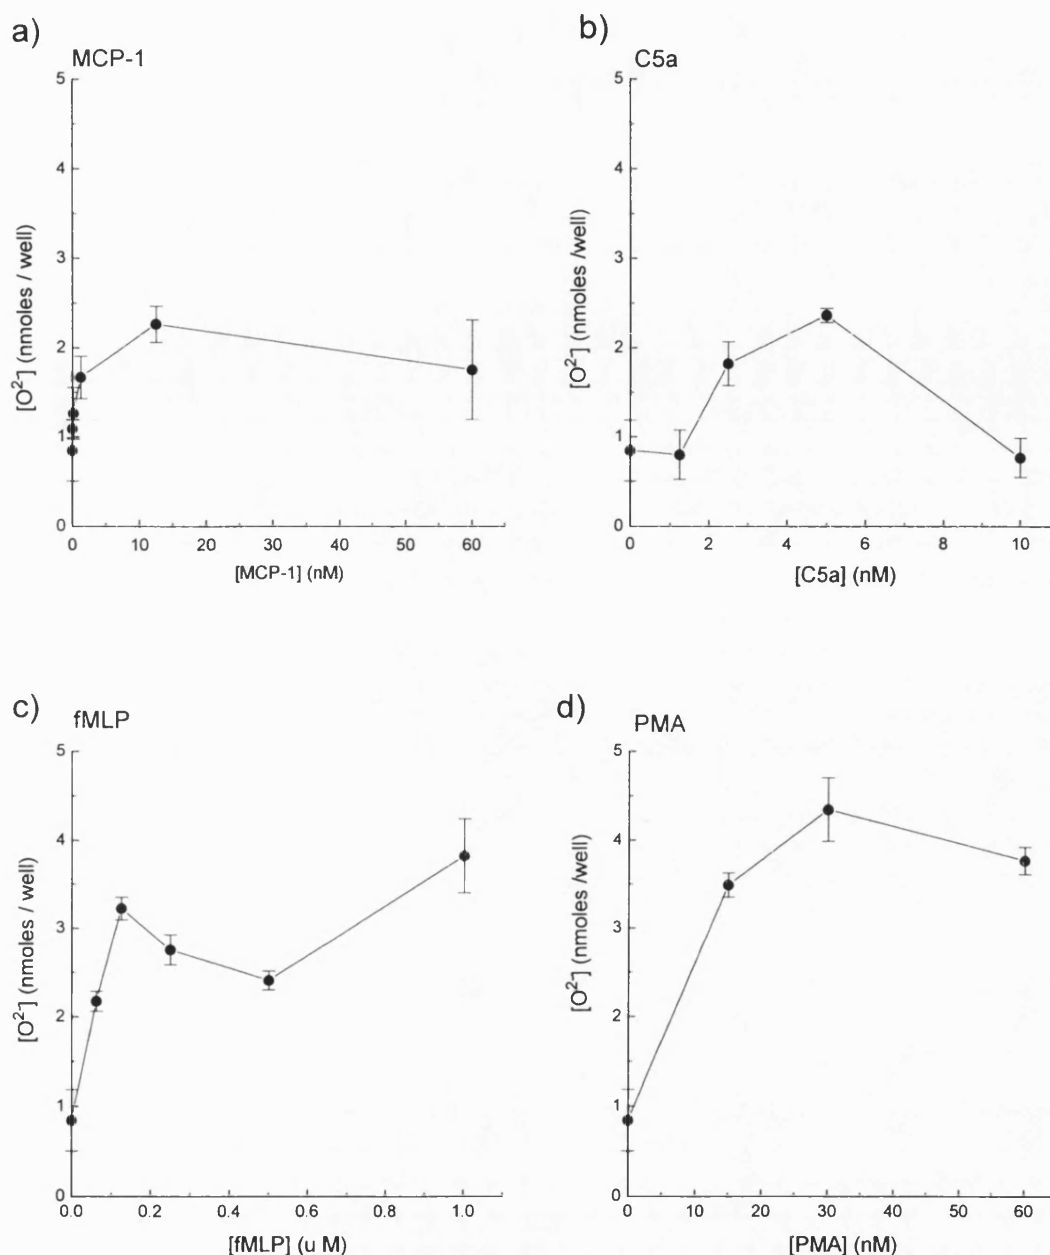 a)
MCP-1
5
4
3
2
1
0
[O²⁻] (nmoles / well)
0 10 20 30 40 50 60
[MCP-1] (nM)
b)
C5a
5
4
3
2
1
0
[O²⁻] (nmoles /well)
0 2 4 6 8 10
[C5a] (nM)
c)
fMLP
5
4
3
2
1
0
[O²⁻] (nmoles / well)
0.0 0.2 0.4 0.6 0.8 1.0
[fMLP] (u M)
d)
PMA
5
4
3
2
1
0
[O²⁻] (nmoles /well)
0 10 20 30 40 50 60
[PMA] (nM)